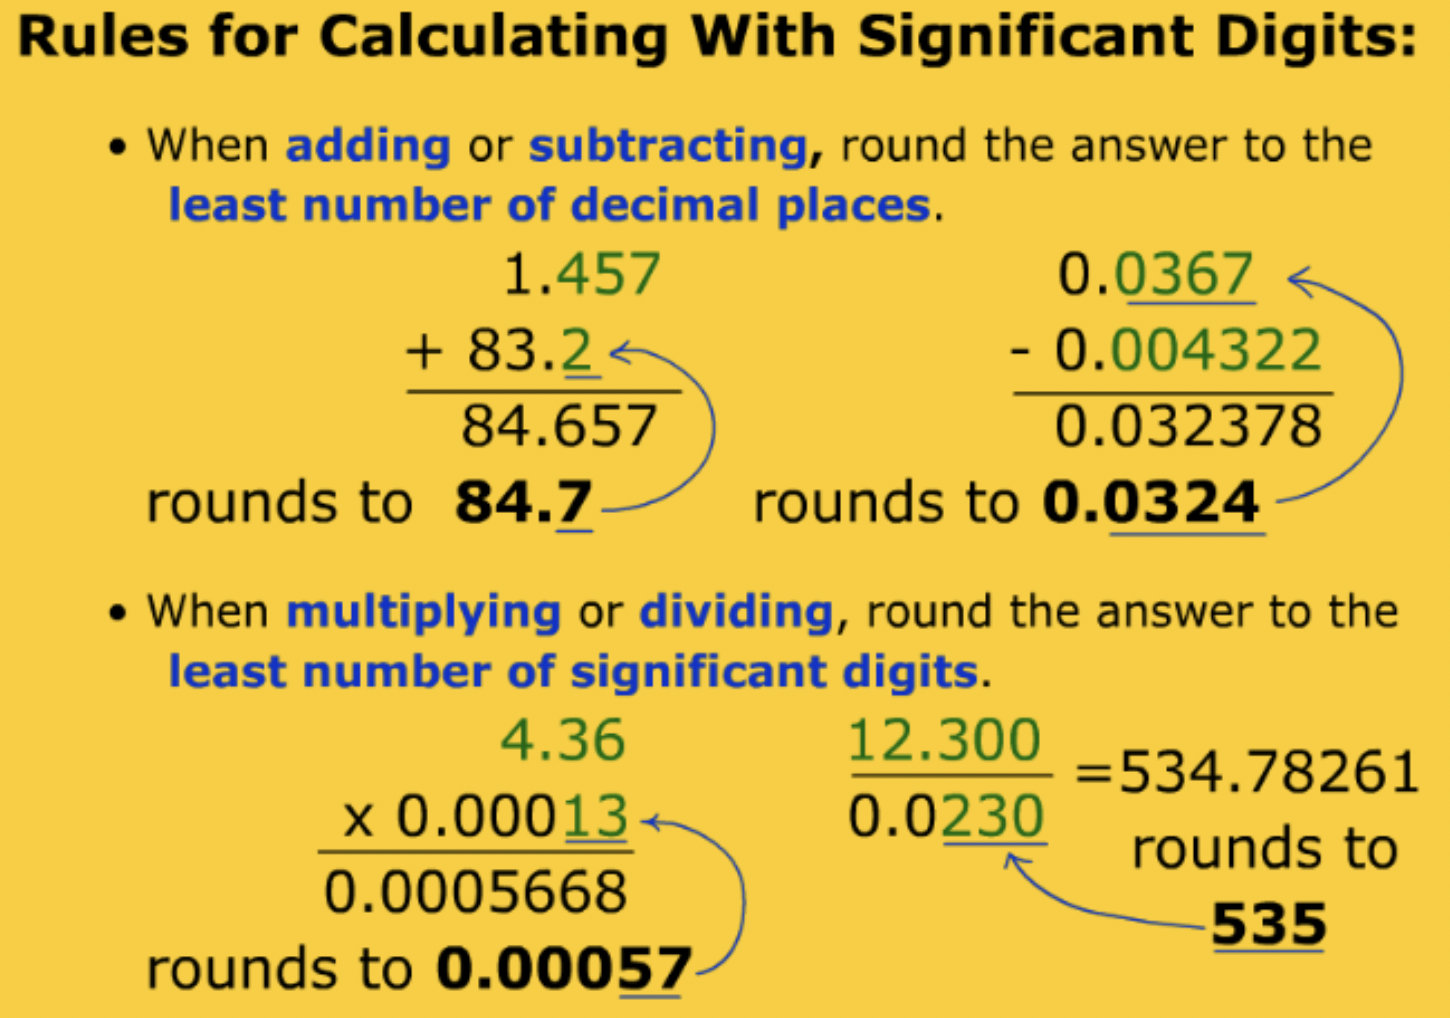 Rules for Calculating With Significant Digits:
• When adding or subtracting, round the answer to the
least number of decimal places.
1.457
+ 83.2
84.657
rounds to 84.7
0.0367
- 0.004322
0.032378
rounds to 0.0324
• When multiplying or dividing, round the answer to the
least number of significant digits.
4.36
x 0.00013
0.0005668
rounds to 0.00057
12.300
0.0230
=534.78261
rounds to
535